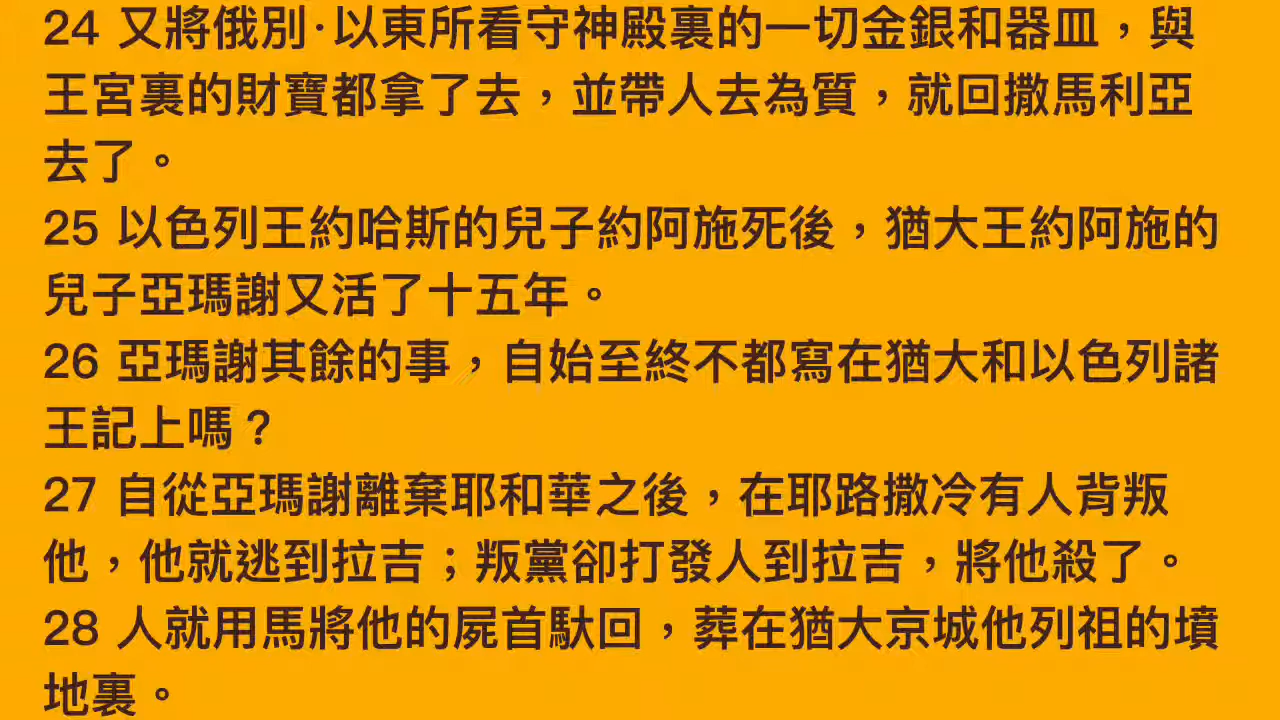 24 又將俄別·以東所看守神殿裏的一切金銀和器皿，與
王宮裏的財寶都拿了去，並帶人去為質，就回撒馬利亞
去了。
25 以色列王約哈斯的兒子約阿施死後，猶大王約阿施的
兒子亞瑪謝又活了十五年。
26 亞瑪謝其餘的事，自始至終不都寫在猶大和以色列諸
王記上嗎？
27 自從亞瑪謝離棄耶和華之後，在耶路撒冷有人背叛
他，他就逃到拉吉；叛黨卻打發人到拉吉，將他殺了。
28 人就用馬將他的屍首馱回，葬在猶大京城他列祖的墳
地裏。